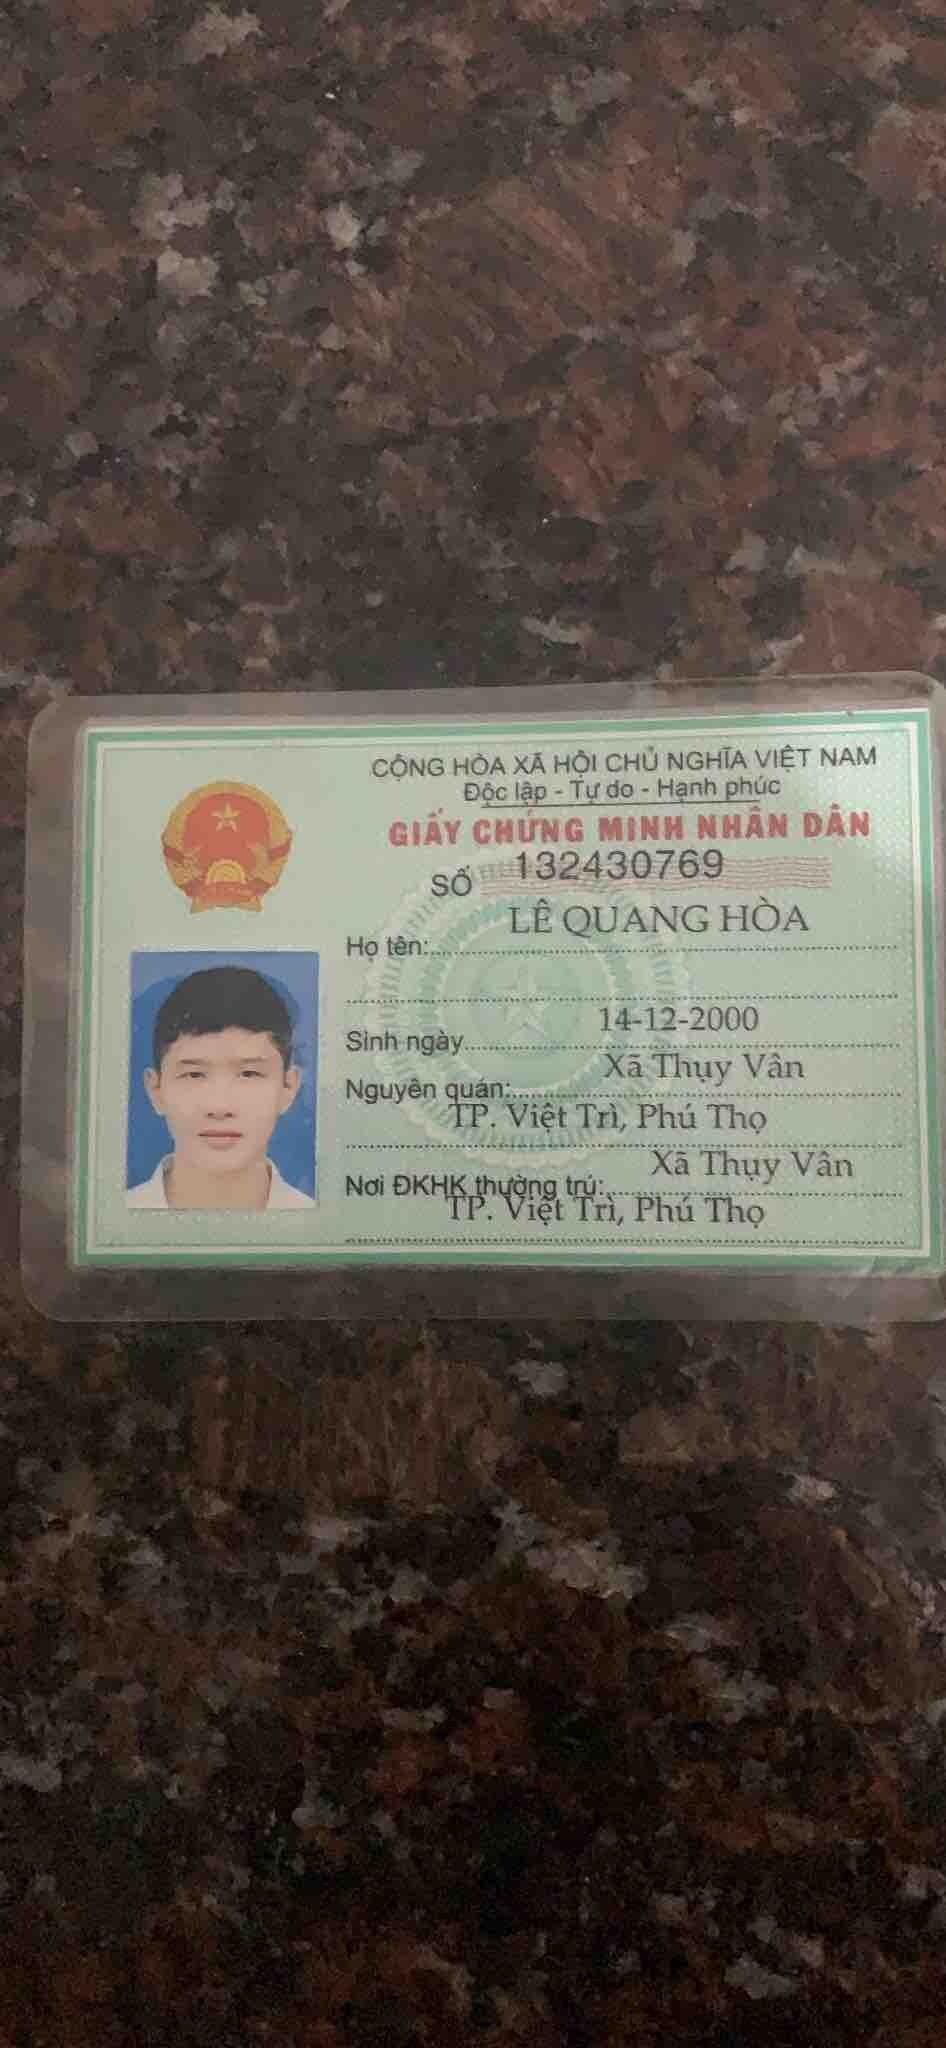 CỘNG HÒA XÃ HỘI CHỦ NGHĨA VIỆT NAM
Độc lập - Tự do - Hạnh phúc
GIẤY CHỨNG MINH NHÂN DÂN
SỐ 132430769
Họ tên: LÊ QUANG HÒA
Sinh ngày 14-12-2000
Nguyên quán: Xã Thụy Vân
TP. Việt Trì, Phú Thọ
Nơi ĐKHK thường trú: Xã Thụy Vân
TP. Việt Trì, Phú Thọ